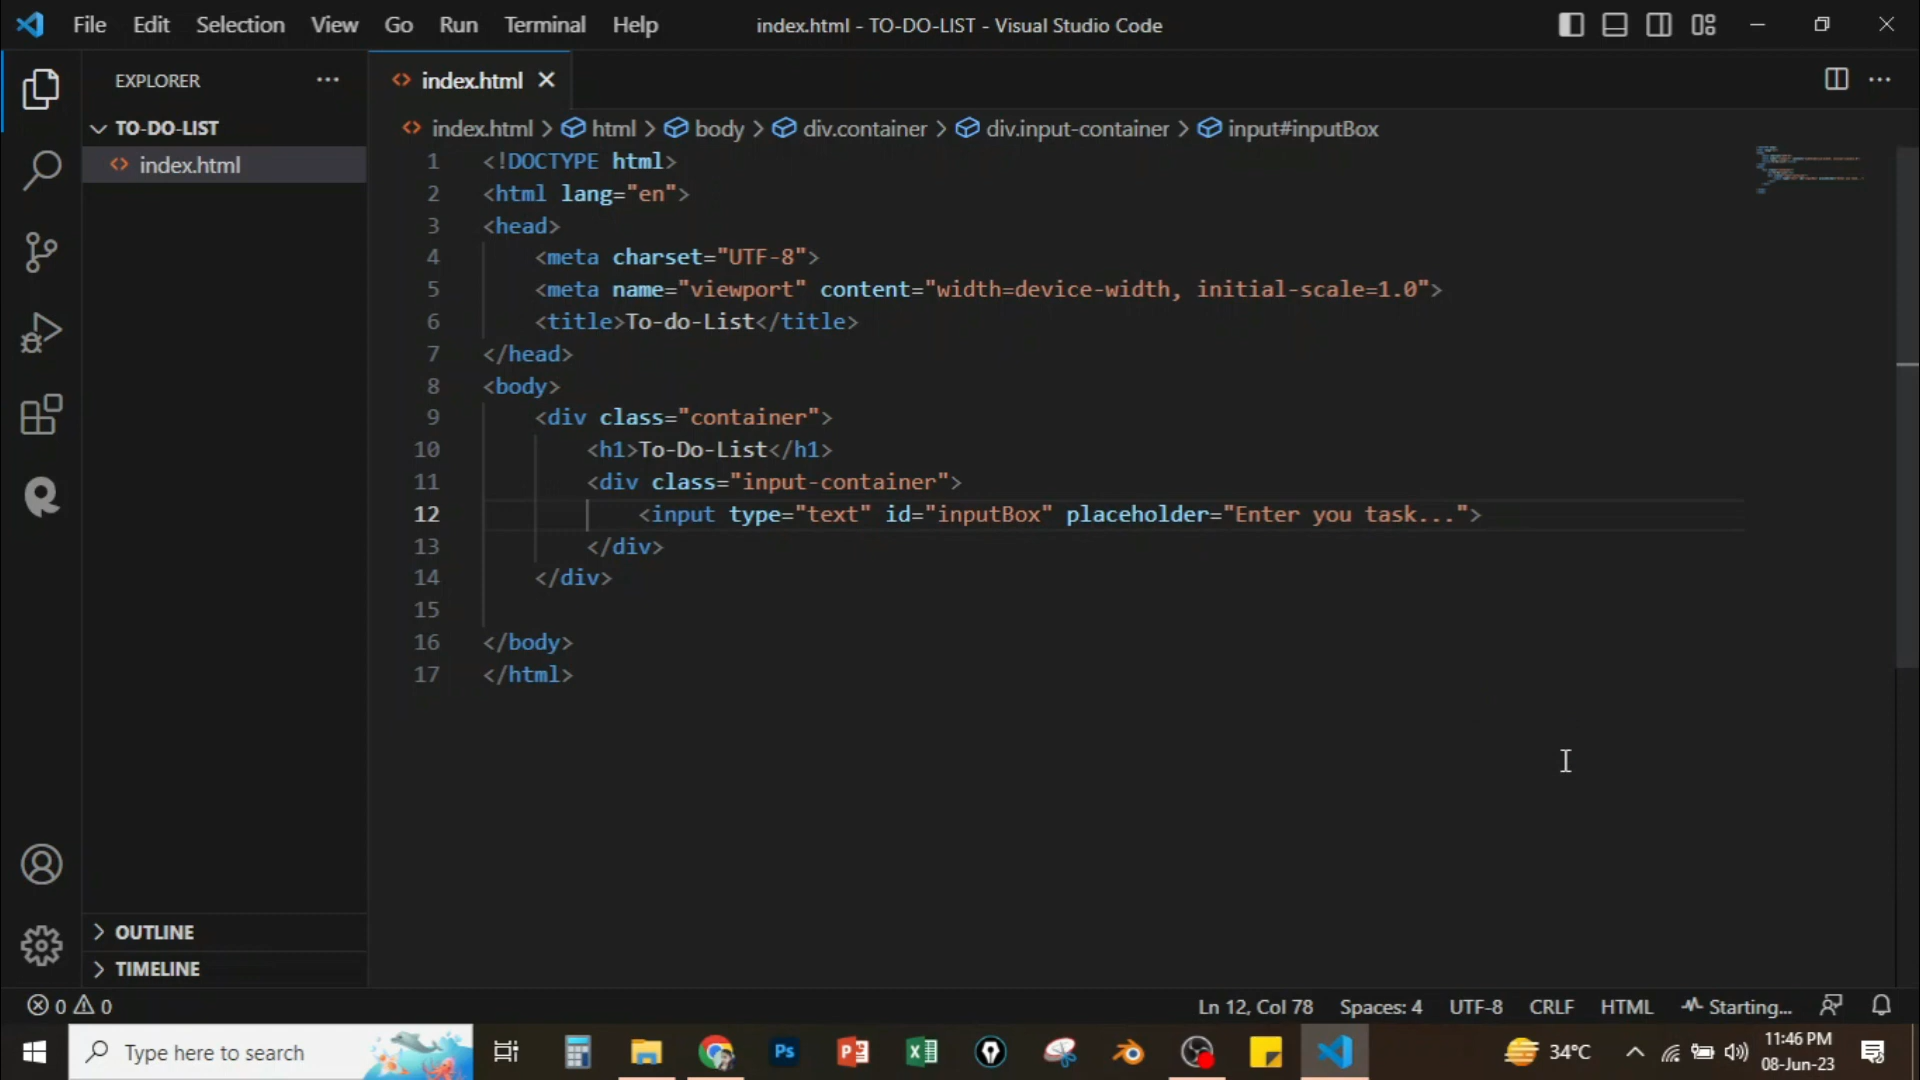 File Edit Selection View Go Run Terminal Help index.html - TO-DO-LIST - Visual Studio Code
EXPLORER
TO-DO-LIST
index.html
OUTLINE
TIMELINE
index.html
index.html > html > body > div.container > div.input-container > input#inputBox
1 <!DOCTYPE html>
2 <html lang="en">
3 <head>
4 <meta charset="UTF-8">
5 <meta name="viewport" content="width=device-width, initial-scale=1.0">
6 <title>To-do-List</title>
7 </head>
8 <body>
9 <div class="container">
10 <h1>To-Do-List</h1>
11 <div class="input-container">
12 <input type="text" id="inputBox" placeholder="Enter you task...">
13 </div>
14 </div>
15
16 </body>
17 </html>
0 0 Ln 12, Col 78 Spaces: 4 UTF-8 CRLF HTML Starting...
Type here to search
Ps
34°C
11:46 PM
08-Jun-23